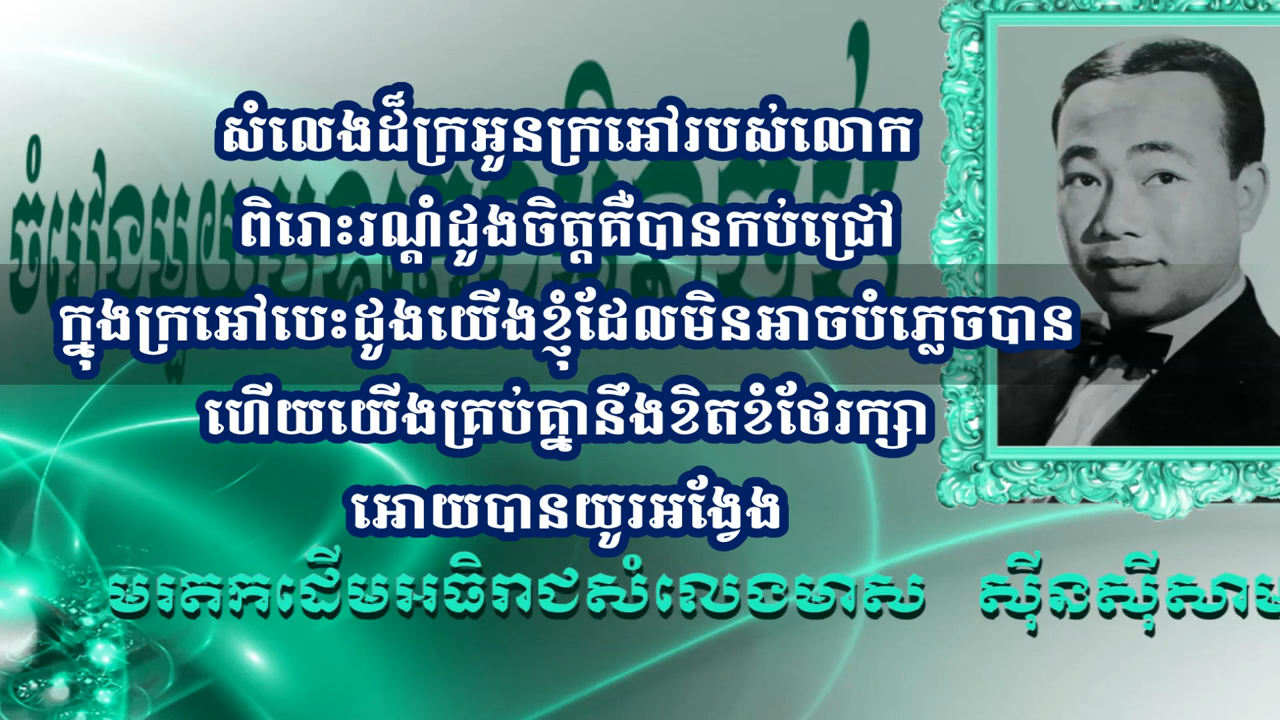 សំលេងដ៏ក្រអួនក្រអៅរបស់លោក
ពិរោះរណ្ដំដួងចិត្តគឺបានកប់ជ្រៅ
ក្នុងក្រអៅបេះដូងយើងខ្ញុំដែលមិនអាចបំភ្លេចបាន
ហើយយើងគ្រប់គ្នានឹងខិតខំថែរក្សា
អោយបានយូរអង្វែង
មរតកដើមអធិរាជសំលេងមាស ស៊ីនស៊ីសាម